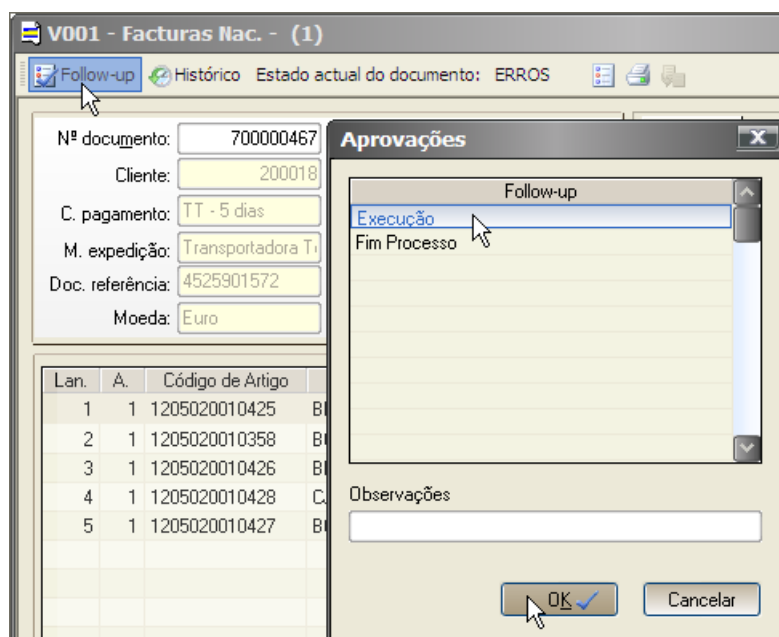 V001 - Facturas Nac. - (1)
Follow-up Histórico Estado actual do documento: ERROS
Nº documento: 700000467
Cliente: 200018
C. pagamento: TT - 5 dias
M. expedição: Transportadora
Doc. referência: 4525901572
Moeda: Euro
Lan. A. Código de Artigo
1 1 1205020010425
2 1 1205020010358
3 1 1205020010426
4 1 1205020010428
5 1 1205020010427
Aprovações
Follow-up
Execução
Fim Processo
Observações
OK
Cancelar